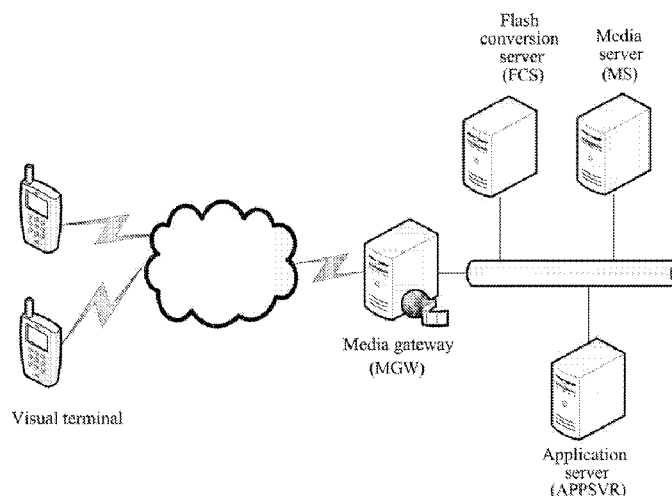 Flash
conversion
server
(FCS)
Media
server
(MS)
Media gateway
(MGW)
Visual terminal
Application
server
(APPSVR)